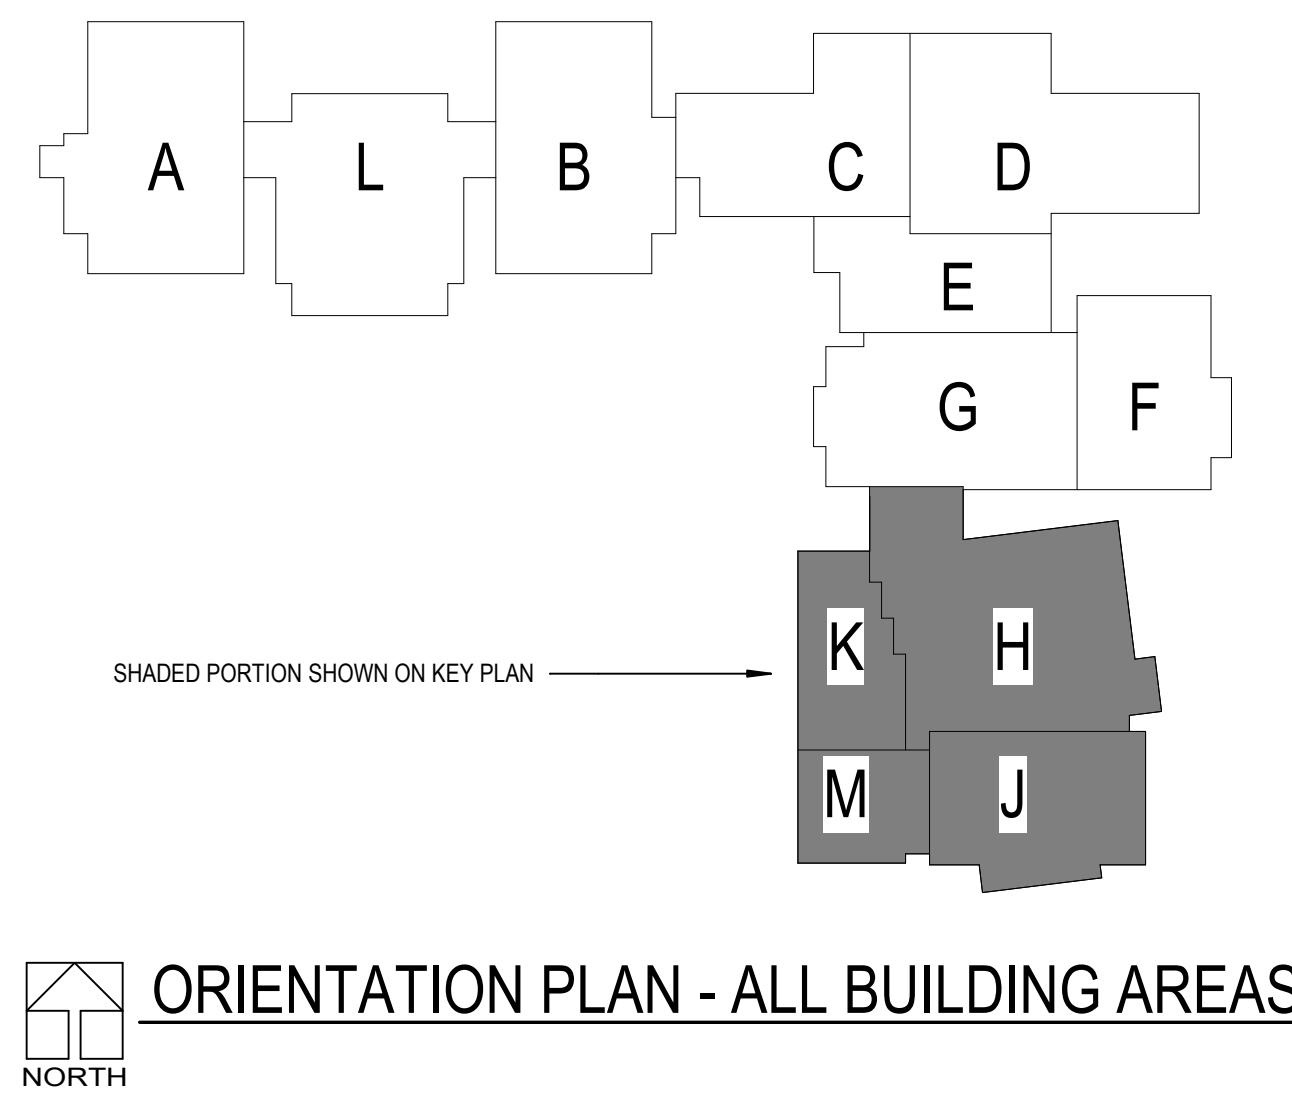 A
L
B
C
D
E
G
F
K
H
SHADED PORTION SHOWN ON KEY PLAN
M
J
ORIENTATION PLAN - ALL BUILDING AREAS
NORTH